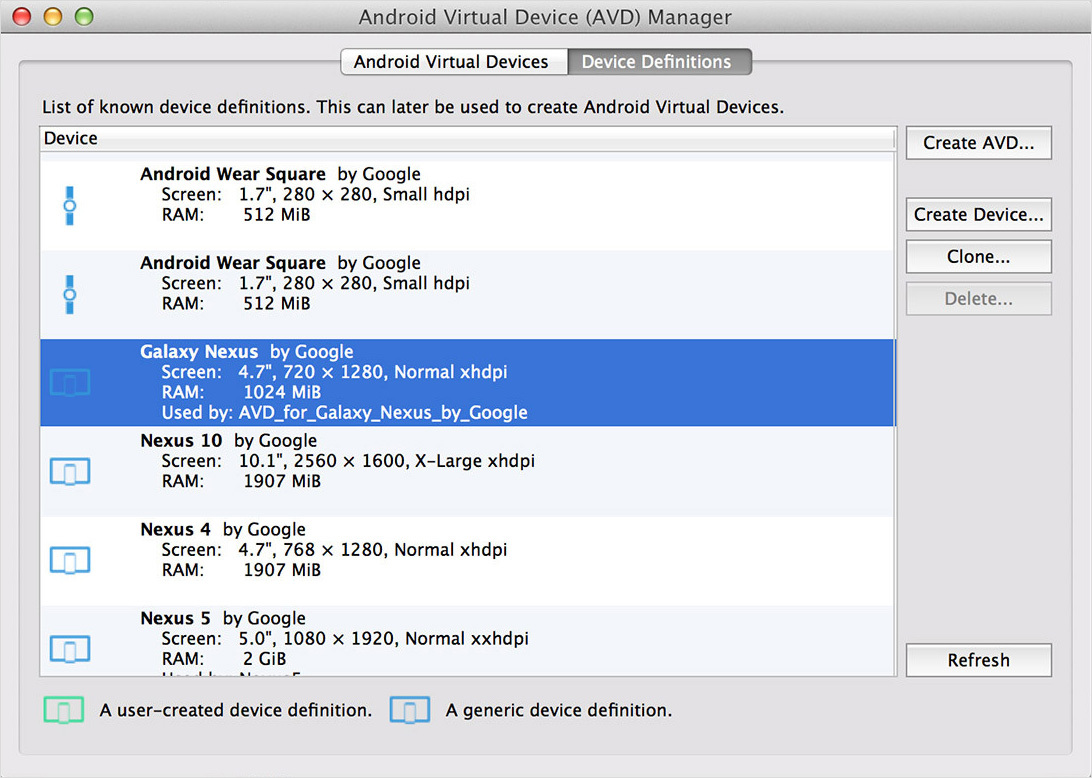 Android Virtual Device (AVD) Manager
Android Virtual Devices
Device Definitions
List of known device definitions. This can later be used to create Android Virtual Devices.
Device
Android Wear Square by Google
Screen: 1.7", 280 × 280, Small hdpi
RAM: 512 MiB
Android Wear Square by Google
Screen: 1.7", 280 × 280, Small hdpi
RAM: 512 MiB
Galaxy Nexus by Google
Screen: 4.7", 720 × 1280, Normal xhdpi
RAM: 1024 MiB
Used by: AVD_for_Galaxy_Nexus_by_Google
Nexus 10 by Google
Screen: 10.1", 2560 × 1600, X-Large xhdpi
RAM: 1907 MiB
Nexus 4 by Google
Screen: 4.7", 768 × 1280, Normal xhdpi
RAM: 1907 MiB
Nexus 5 by Google
Screen: 5.0", 1080 × 1920, Normal xxhdpi
RAM: 2 GiB
Create AVD...
Create Device...
Clone...
Delete...
Refresh
A user-created device definition.
A generic device definition.